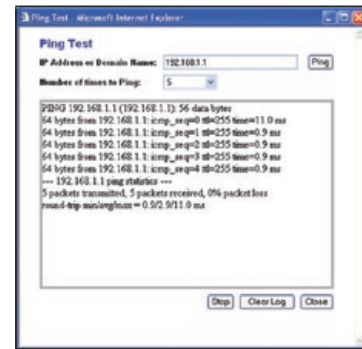 Ping Test - Microsoft Internet Explorer
Ping Test
IP Address or Domain Name: 192.168.1.1 Ping
Number of times to Ping: 5
PING 192.168.1.1 (192.168.1.1): 56 data bytes
64 bytes from 192.168.1.1: icmp_seq=0 ttl=255 time=11.0 ms
64 bytes from 192.168.1.1: icmp_seq=1 ttl=255 time=0.9 ms
64 bytes from 192.168.1.1: icmp_seq=2 ttl=255 time=0.9 ms
64 bytes from 192.168.1.1: icmp_seq=3 ttl=255 time=0.9 ms
64 bytes from 192.168.1.1: icmp_seq=4 ttl=255 time=0.9 ms
--- 192.168.1.1 ping statistics ---
5 packets transmitted, 5 packets received, 0% packet loss
round-trip min/avg/max = 0.9/2.9/11.0 ms
Stop Clear Log Close